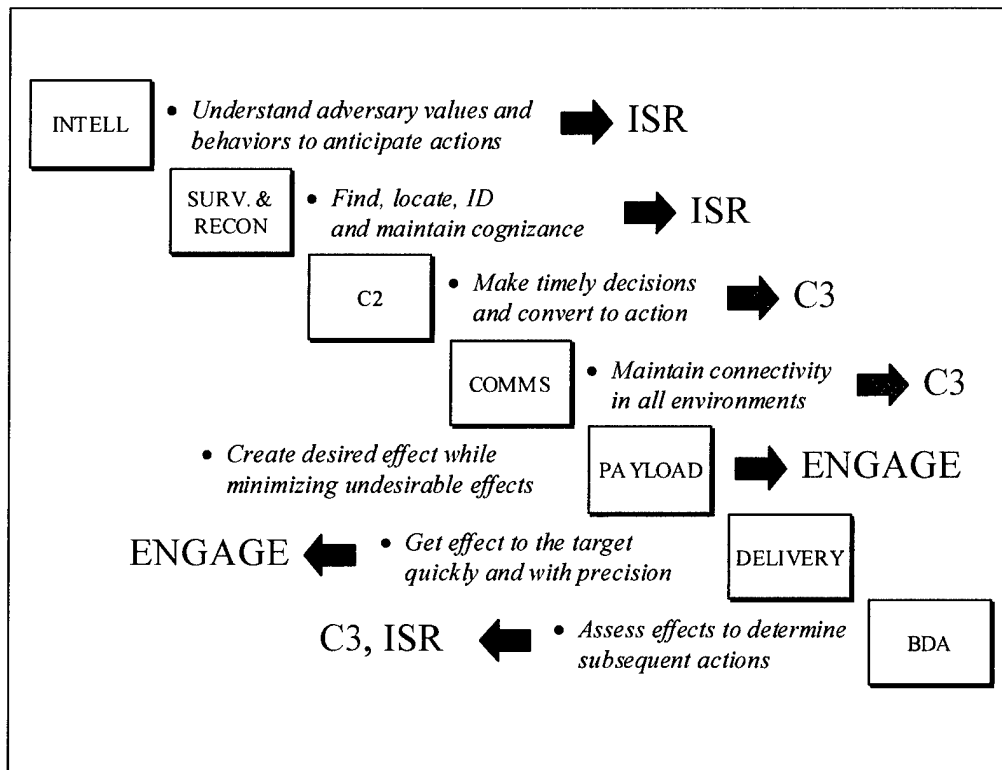 INTELL
• Understand adversary values and
behaviors to anticipate actions
ISR
SURV. &
RECON
• Find, locate, ID
and maintain cognizance
ISR
C2
• Make timely decisions
and convert to action
C3
COMMS
• Maintain connectivity
in all environments
C3
• Create desired effect while
minimizing undesirable effects
PAYLOAD
ENGAGE
ENGAGE
• Get effect to the target
quickly and with precision
DELIVERY
C3, ISR
• Assess effects to determine
subsequent actions
BDA